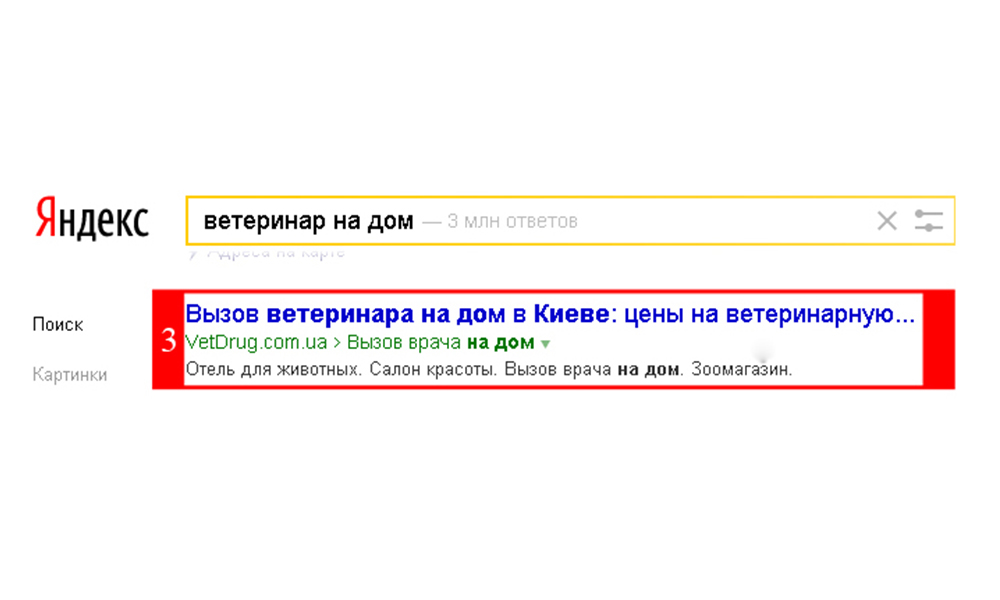 Яндекс
ветеринар на дом — 3 млн ответов
Адреса на карте
Поиск
Картинки
3
Вызов ветеринара на дом в Киеве: цены на ветеринарную...
VetDrug.com.ua › Вызов врача на дом
Отель для животных. Салон красоты. Вызов врача на дом. Зоомагазин.